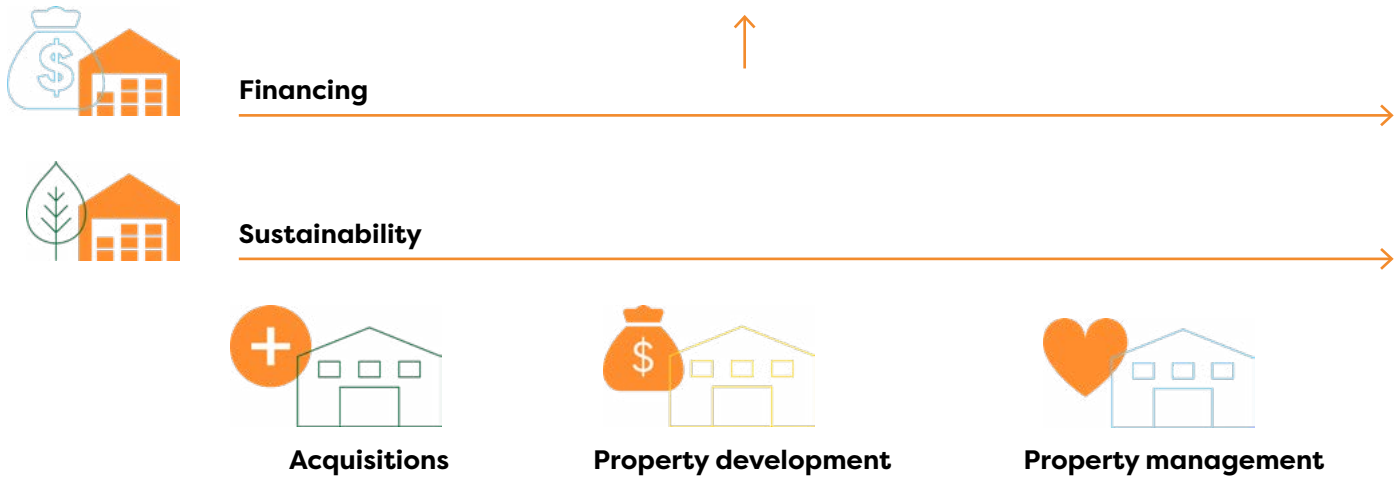 $
Financing
Sustainability
$
Acquisitions
Property development
Property management